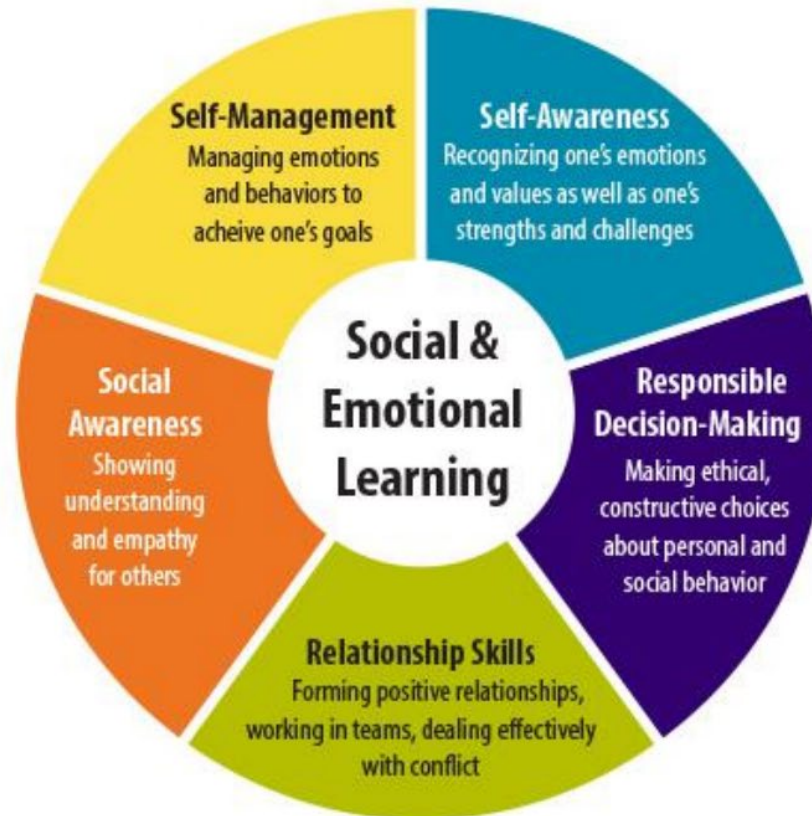 Self-Management
Managing emotions
and behaviors to
acheive one's goals
Self-Awareness
Recognizing one's emotions
and values as well as one's
strengths and challenges
Social &
Emotional
Learning
Social
Awareness
Showing
understanding
and empathy
for others
Responsible
Decision-Making
Making ethical,
constructive choices
about personal and
social behavior
Relationship Skills
Forming positive relationships,
working in teams, dealing effectively
with conflict